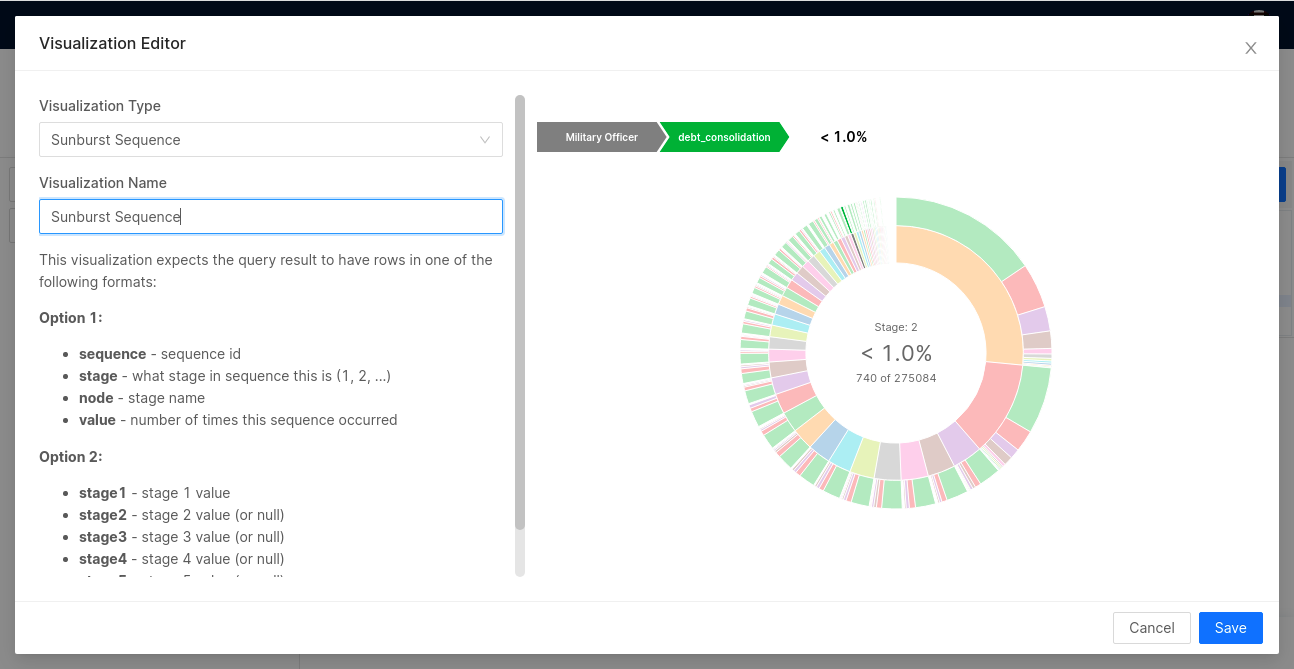 Visualization Editor
Visualization Type
Sunburst Sequence
Visualization Name
Sunburst Sequence
This visualization expects the query result to have rows in one of the
following formats:
Option 1:
sequence - sequence id
stage - what stage in sequence this is (1, 2, ...)
node - stage name
value - number of times this sequence occurred
Option 2:
stage1 - stage 1 value
stage2 - stage 2 value (or null)
stage3 - stage 3 value (or null)
stage4 - stage 4 value (or null)
Military Officer
debt_consolidation
< 1.0%
Stage: 2
< 1.0%
740 of 275084
Cancel
Save